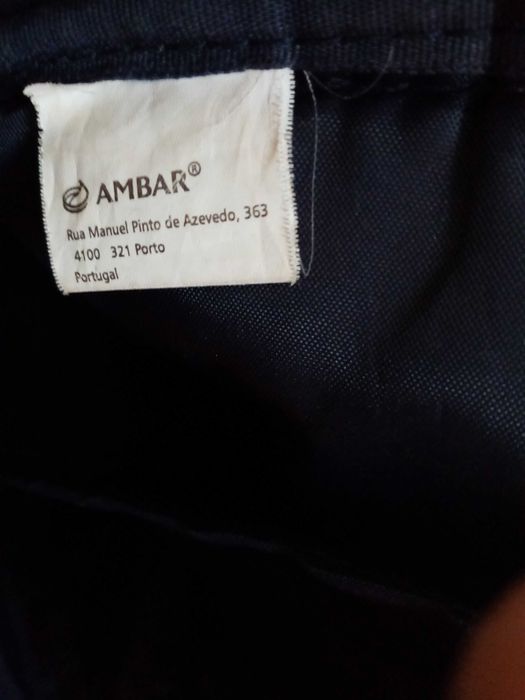 AMBAR®
Rua Manuel Pinto de Azevedo, 363
4100 321 Porto
Portugal